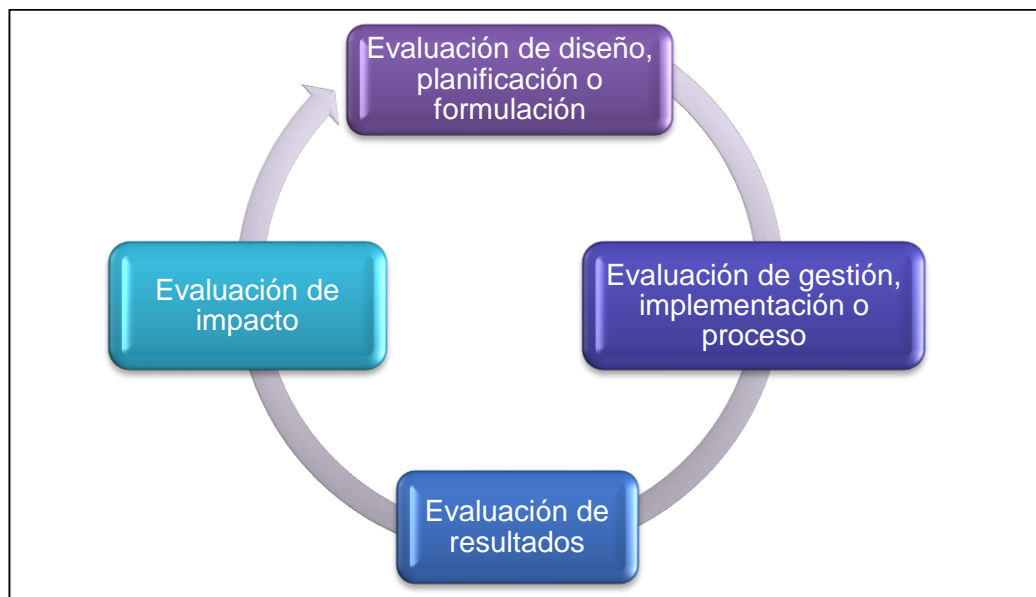 Evaluación de diseño,
planificación o
formulación
Evaluación de gestión,
implementación o
proceso
Evaluación de
resultados
Evaluación de
impacto